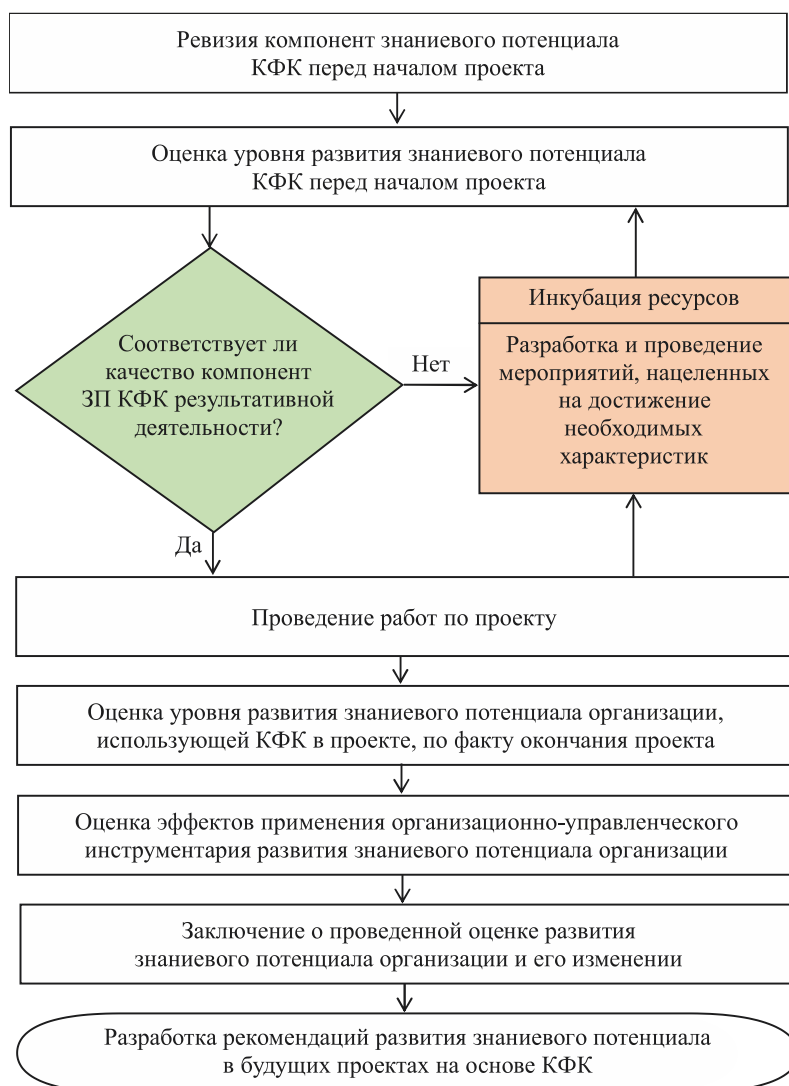 Ревизия компонент знаниевого потенциала
КФК перед началом проекта
Оценка уровня развития знаниевого потенциала
КФК перед началом проекта
Соответствует ли
качество компонент
ЗП КФК результативной
деятельности?
Нет
Инкубация ресурсов
Разработка и проведение
мероприятий, нацеленных
на достижение
необходимых
характеристик
Да
Проведение работ по проекту
Оценка уровня развития знаниевого потенциала организации,
использующей КФК в проекте, по факту окончания проекта
Оценка эффектов применения организационно-управленческого
инструментария развития знаниевого потенциала организации
Заключение о проведенной оценке развития
знаниевого потенциала организации и его изменении
Разработка рекомендаций развития знаниевого потенциала
в будущих проектах на основе КФК